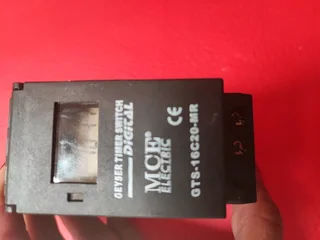 GEYSER TIMER SWITCH
DIGITAL
MCE®
ELECTRIC
CE
GTS-16C20-MR